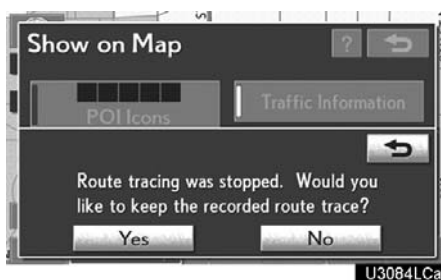 Show on Map
?
POI Icons
Traffic Information
Route tracing was stopped. Would you
like to keep the recorded route trace?
Yes
No
U3084LCa